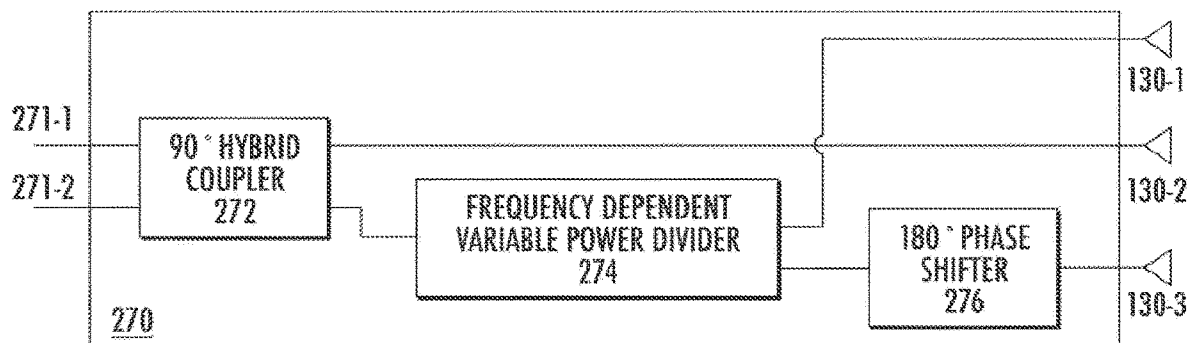 271-1
271-2
90° HYBRID
COUPLER
272
FREQUENCY DEPENDENT
VARIABLE POWER DIVIDER
274
180° PHASE
SHIFTER
276
130-1
130-2
130-3
270